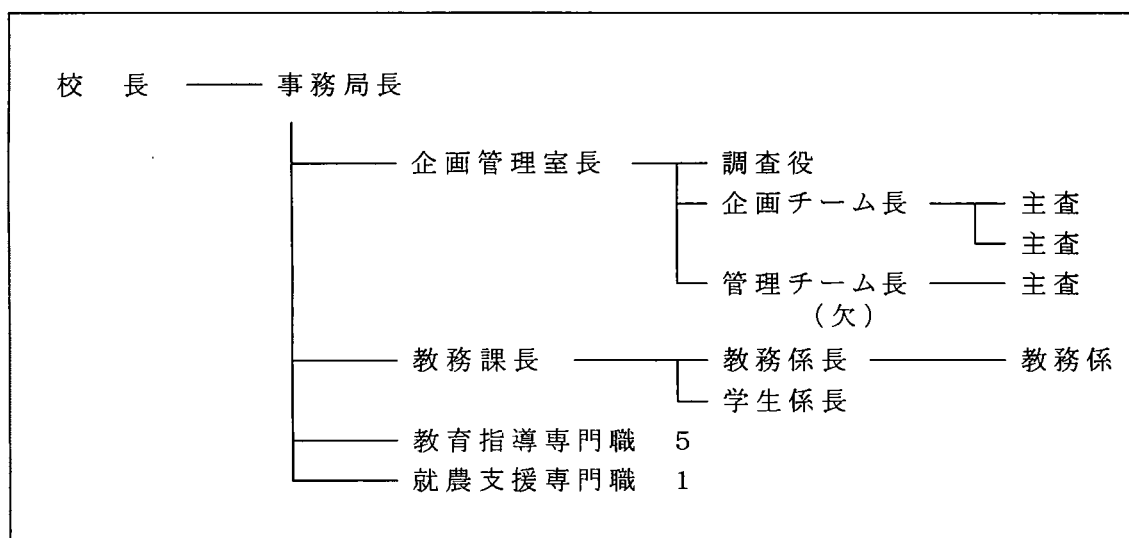 校長 事務局長
企画管理室長 調査役
企画チーム長 主査
主査
管理チーム長 主査
(欠)
教務課長 教務係長 教務係
学生係長
教育指導専門職 5
就農支援専門職 1